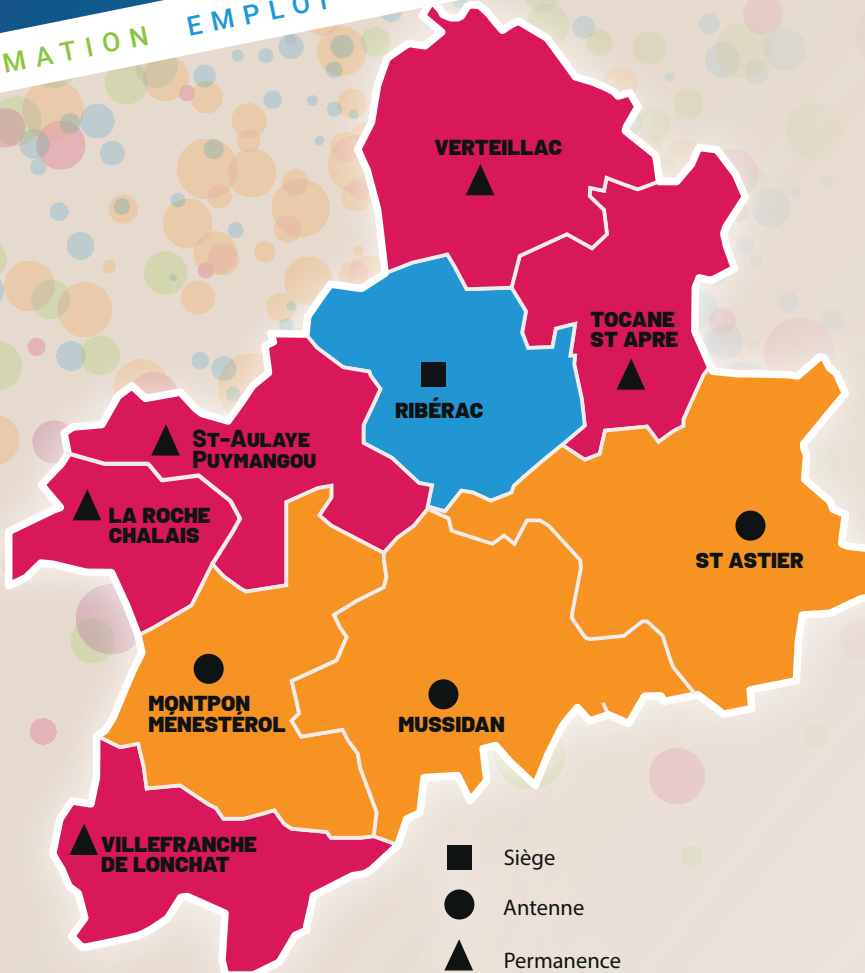 MATION EMPLOI
VERTEILLAC
TOCANE
ST APRE
RIBÉRAC
ST-AULAYE
PUYMANGOU
LA ROCHE
CHALAIS
ST ASTIER
MONTPON
MÉNESTÉROL
MUSSIDAN
VILLEFRANCHE
DE LONCHAT
Siège
Antenne
Permanence